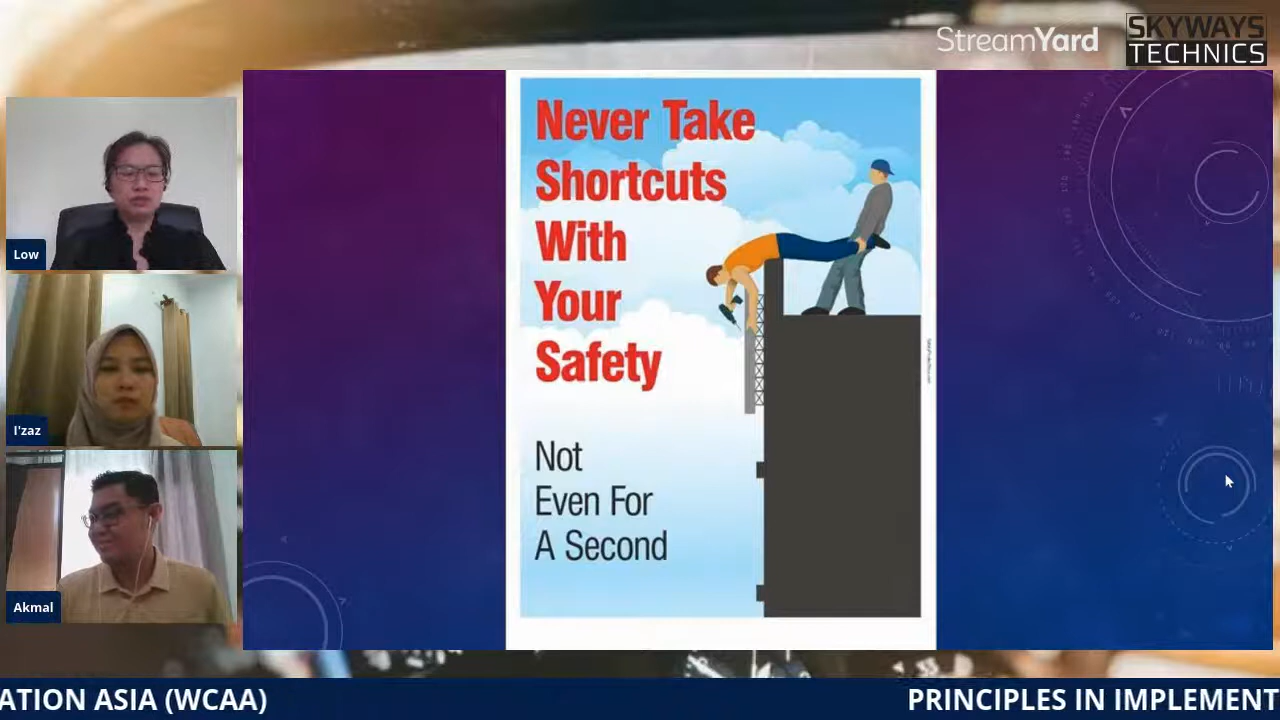 StreamYard
SKYWAYS
TECHNICS
Low
I'zaz
Akmal
Never Take
Shortcuts
With
Your
Safety
Not
Even For
A Second
ATION ASIA (WCAA)
PRINCIPLES IN IMPLEMENT